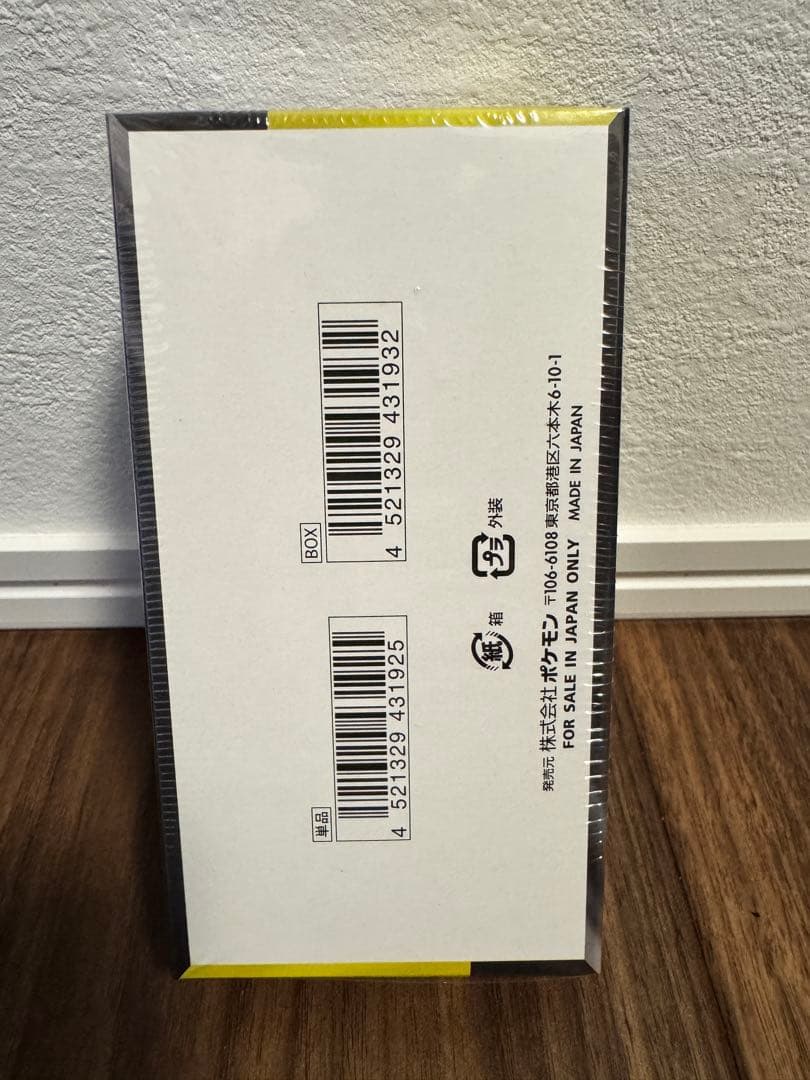 BOX
4 521329 431932
単品
4 521329 431925
紙 箱
プラ 外装
発売元 株式会社 ポケモン 〒106-6108 東京都港区六本木6-10-1
FOR SALE IN JAPAN ONLY MADE IN JAPAN